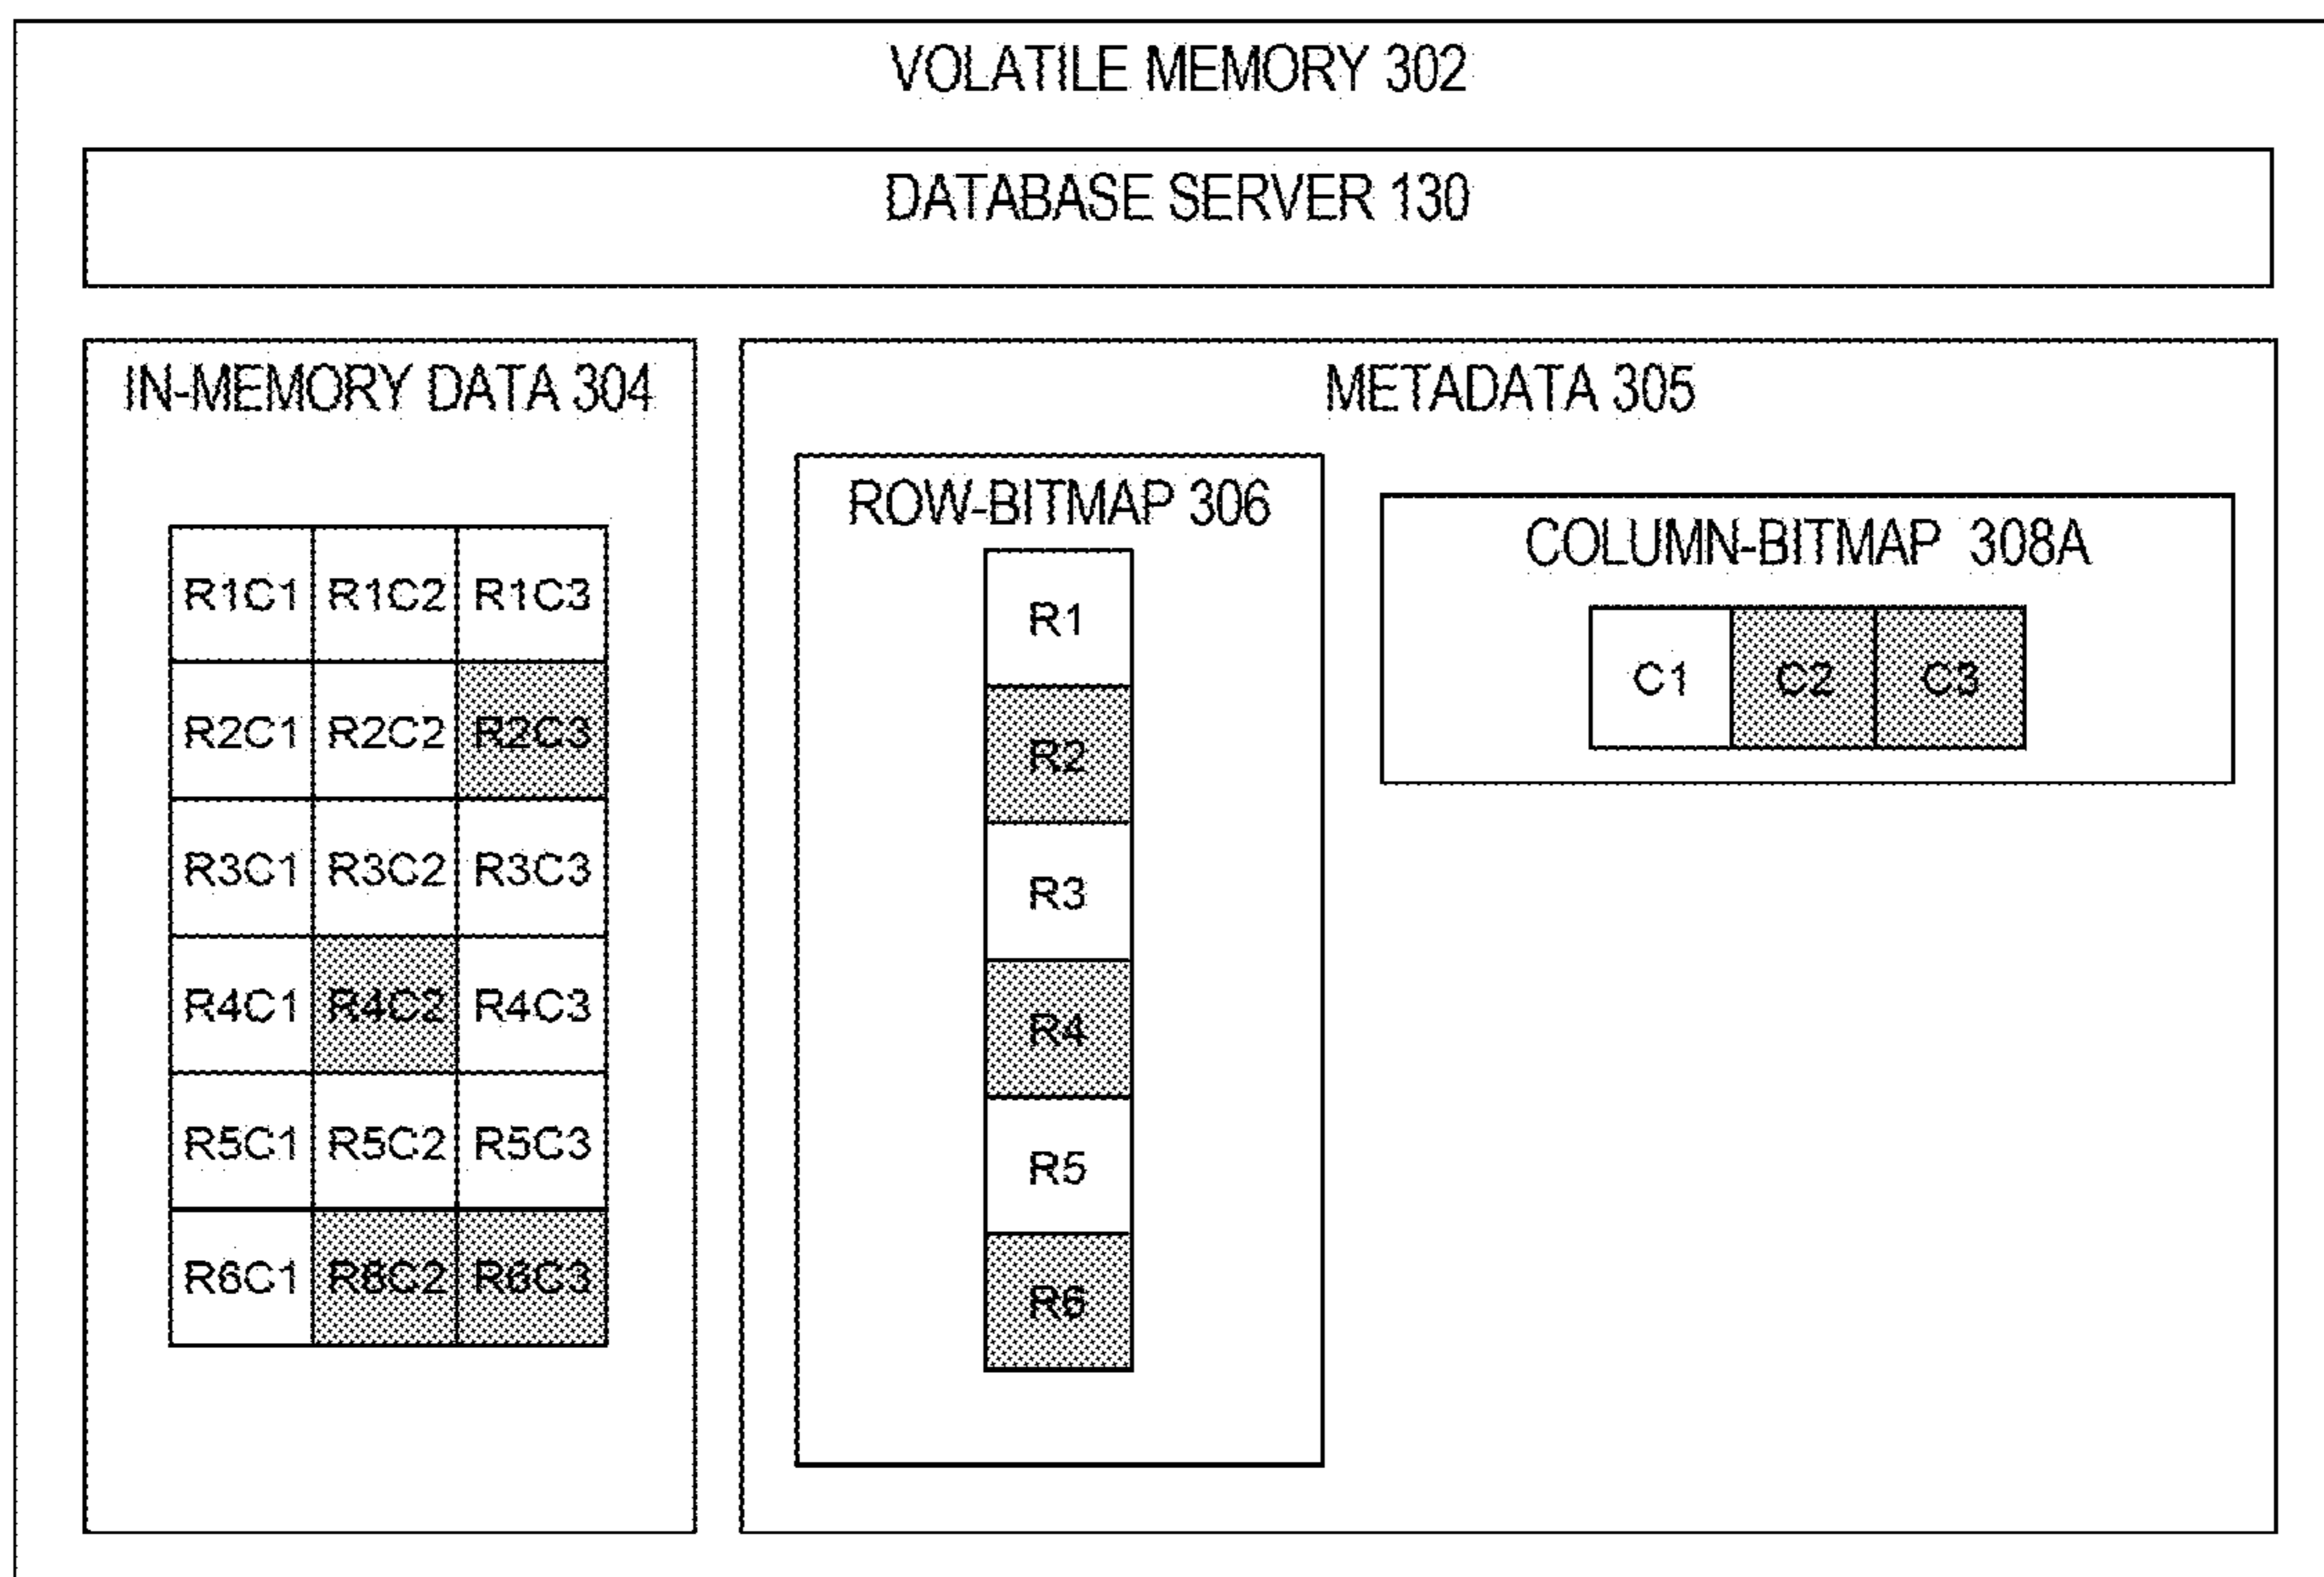 VOLATILE MEMORY 302
DATABASE SERVER 130
IN-MEMORY DATA 304
R1C1 R1C2 R1C3
R2C1 R2C2 R2C3
R3C1 R3C2 R3C3
R4C1 R4C2 R4C3
R5C1 R5C2 R5C3
R6C1 R6C2 R6C3
METADATA 305
ROW-BITMAP 306
R1
R2
R3
R4
R5
R6
COLUMN-BITMAP 308A
C1 C2 C3